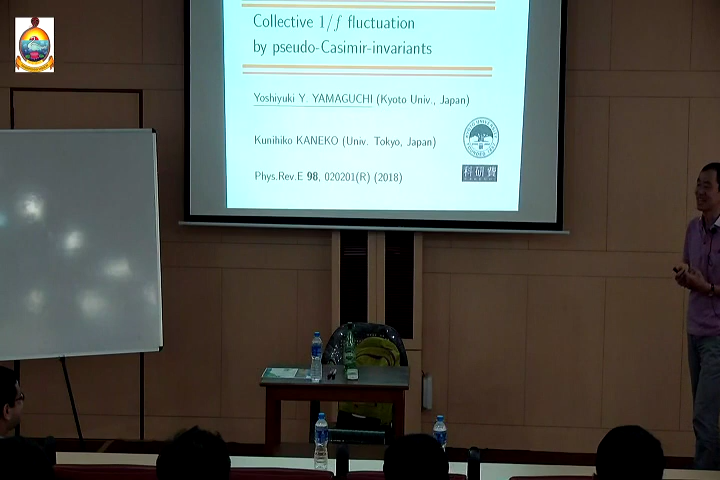 Collective 1/f fluctuation
by pseudo-Casimir-invariants
Yoshiyuki Y. YAMAGUCHI (Kyoto Univ., Japan)
Kunihiko KANEKO (Univ. Tokyo, Japan)
Phys.Rev.E 98, 020201(R) (2018)
科研費